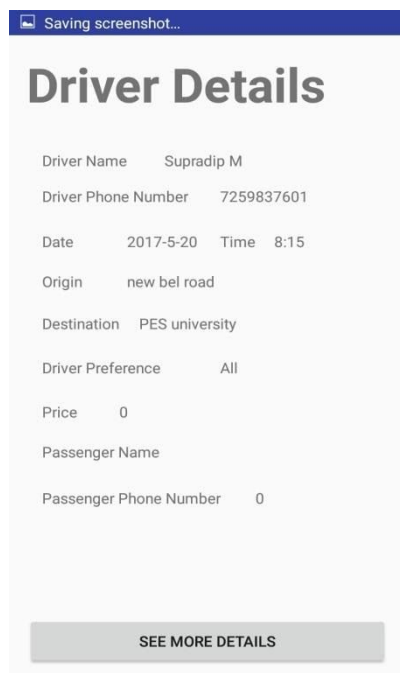 Saving screenshot...
Driver Details
Driver Name Supradip M
Driver Phone Number 7259837601
Date 2017-5-20 Time 8:15
Origin new bel road
Destination PES university
Driver Preference All
Price 0
Passenger Name
Passenger Phone Number 0
SEE MORE DETAILS